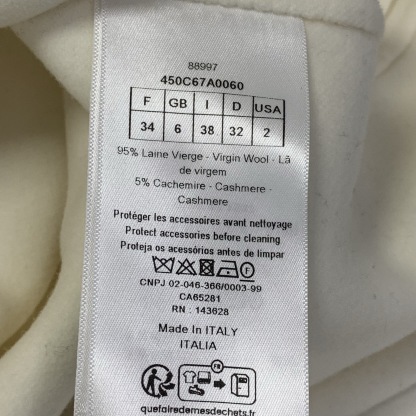 88997
450C67A0060
F GB I D USA
34 6 38 32 2
95% Laine Vierge - Virgin Wool - Lã
de virgem
5% Cachemire - Cashmere -
Cashmere
Protéger les accessoires avant nettoyage
Protect accessories before cleaning
Proteja os acessórios antes de limpar
F
CNPJ 02-046-366/0003-99
CA65281
RN : 143628
Made In ITALY
ITALIA
FR
quefairedemesdechets.fr